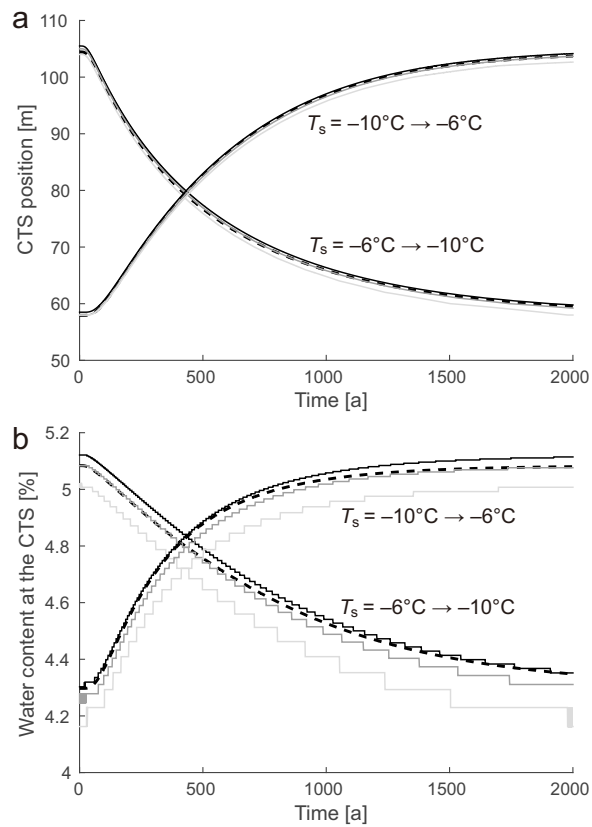 a
110
100
90
80
70
60
50
CTS position [m]
Tₛ = –10°C → –6°C
Tₛ = –6°C → –10°C
0 500 1000 1500 2000
Time [a]
b
5.2
5
4.8
4.6
4.4
4.2
4
Water content at the CTS [%]
Tₛ = –10°C → –6°C
Tₛ = –6°C → –10°C
0 500 1000 1500 2000
Time [a]